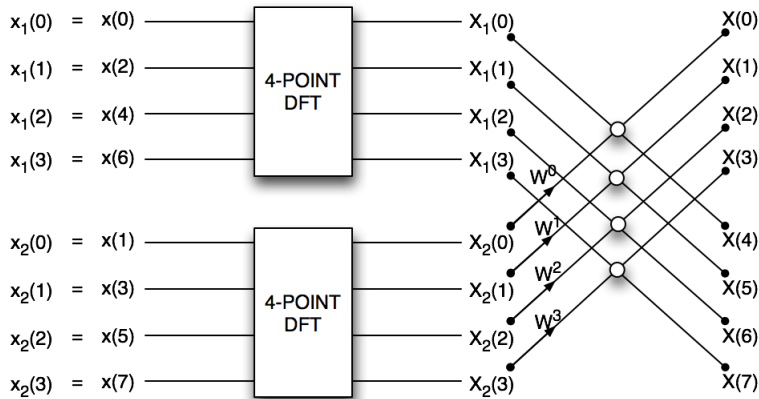 x₁(0) = x(0) X₁(0) X(0)
x₁(1) = x(2) X₁(1) X(1)
4-POINT
DFT
x₁(2) = x(4) X₁(2) X(2)
x₁(3) = x(6) X₁(3) X(3)
W⁰
x₂(0) = x(1) X₂(0) W¹ X(4)
x₂(1) = x(3) X₂(1) W² X(5)
4-POINT
DFT
x₂(2) = x(5) X₂(2) W³ X(6)
x₂(3) = x(7) X₂(3) X(7)